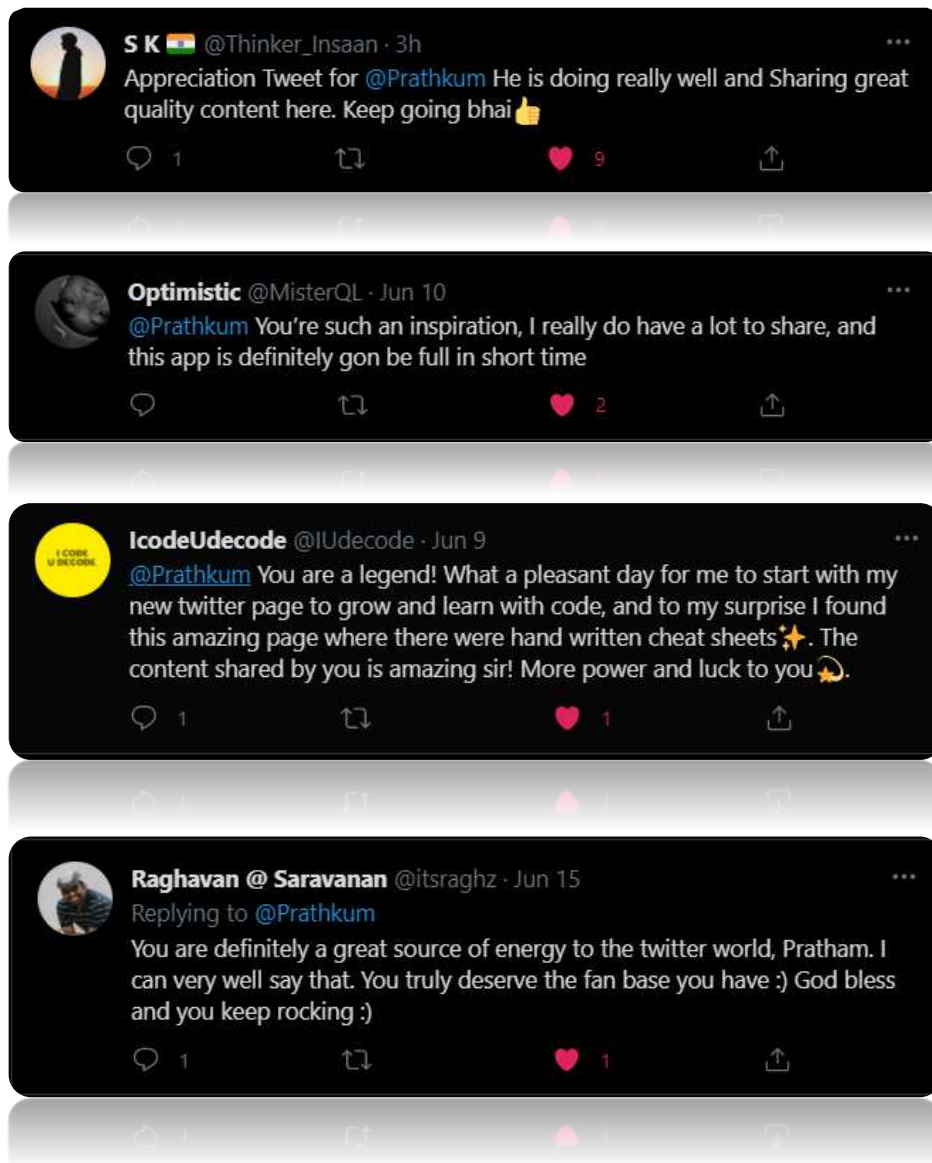 S K 🇮🇳 @Thinker_Insaan · 3h
Appreciation Tweet for @Prathkum He is doing really well and Sharing great
quality content here. Keep going bhai👍
1 9
Optimistic @MisterQL · Jun 10
@Prathkum You’re such an inspiration, I really do have a lot to share, and
this app is definitely gon be full in short time
2
I CODE
U DECODE
IcodeUdecode @IUdecode · Jun 9
@Prathkum You are a legend! What a pleasant day for me to start with my
new twitter page to grow and learn with code, and to my surprise I found
this amazing page where there were hand written cheat sheets✨. The
content shared by you is amazing sir! More power and luck to you💫.
1 1
Raghavan @ Saravanan @itsraghz · Jun 15
Replying to @Prathkum
You are definitely a great source of energy to the twitter world, Pratham. I
can very well say that. You truly deserve the fan base you have :) God bless
and you keep rocking :)
1 1